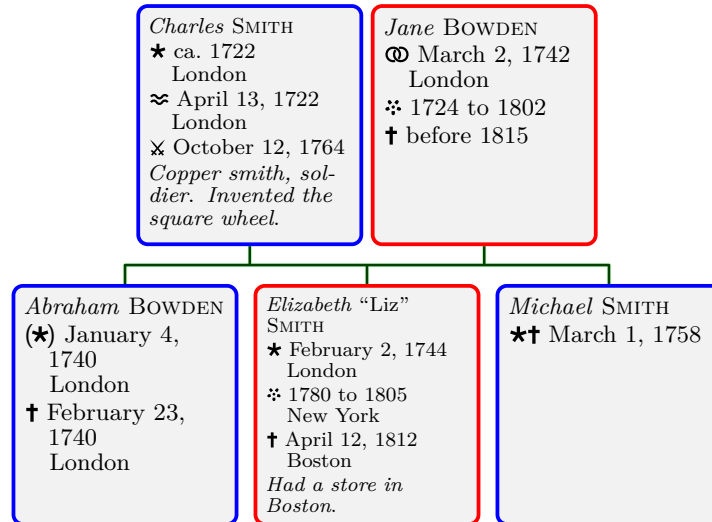 Charles SMITH
* ca. 1722
London
≈ April 13, 1722
London
⚔ October 12, 1764
Copper smith, sol-
dier. Invented the
square wheel.
Jane BOWDEN
⚭ March 2, 1742
London
⁙ 1724 to 1802
† before 1815
Abraham BOWDEN
(*) January 4,
1740
London
† February 23,
1740
London
Elizabeth “Liz”
SMITH
* February 2, 1744
London
⁙ 1780 to 1805
New York
† April 12, 1812
Boston
Had a store in
Boston.
Michael SMITH
*† March 1, 1758